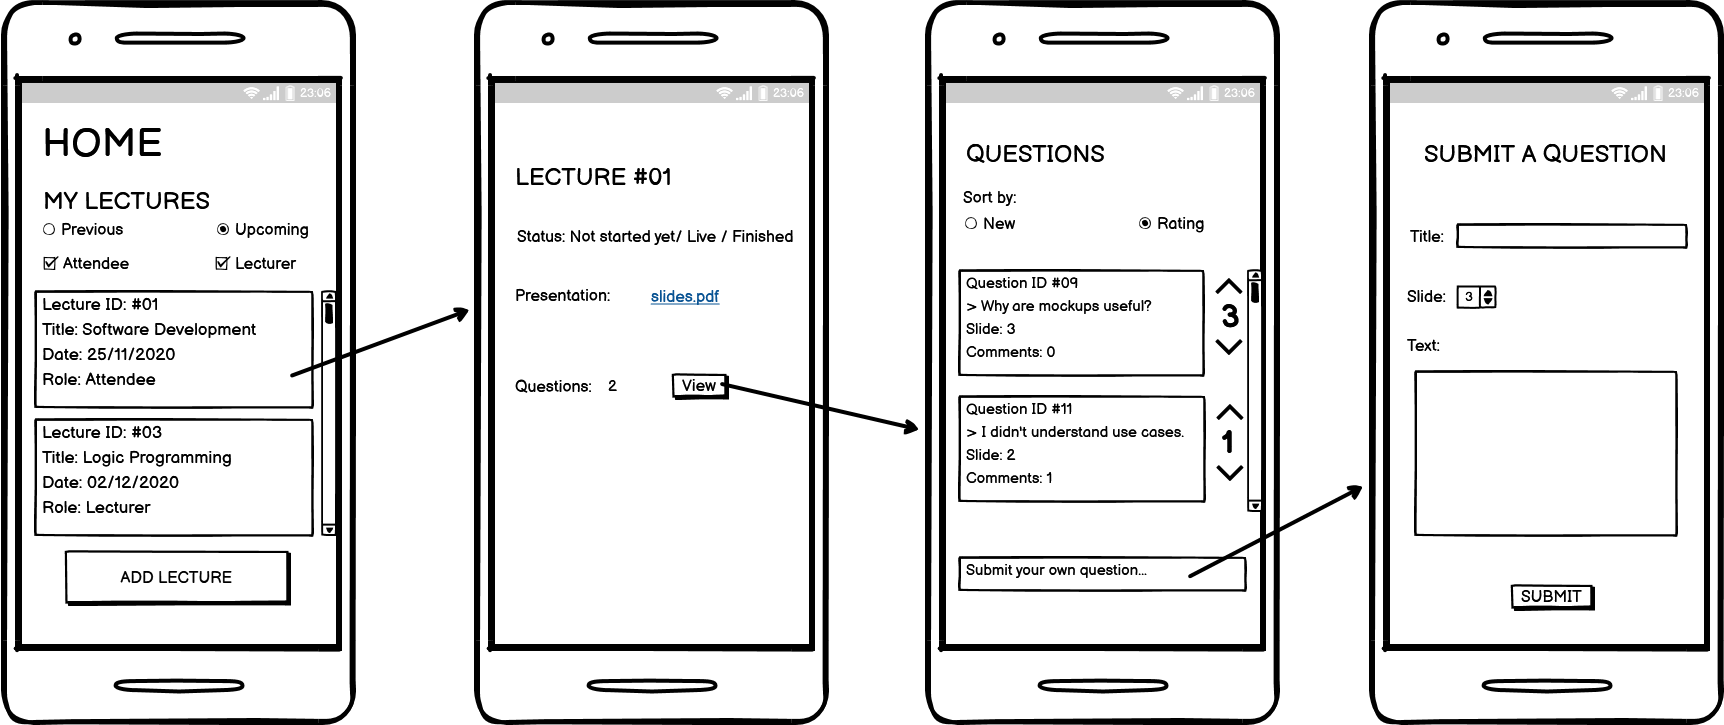 23:06
HOME
MY LECTURES
Previous Upcoming
Attendee Lecturer
Lecture ID: #01
Title: Software Development
Date: 25/11/2020
Role: Attendee
Lecture ID: #03
Title: Logic Programming
Date: 02/12/2020
Role: Lecturer
ADD LECTURE
23:06
LECTURE #01
Status: Not started yet/ Live / Finished
Presentation: slides.pdf
Questions: 2 View
23:06
QUESTIONS
Sort by:
New Rating
Question ID #09
> Why are mockups useful?
Slide: 3
Comments: 0
3
Question ID #11
> I didn't understand use cases.
Slide: 2
Comments: 1
1
Submit your own question...
23:06
SUBMIT A QUESTION
Title:
Slide: 3
Text:
SUBMIT